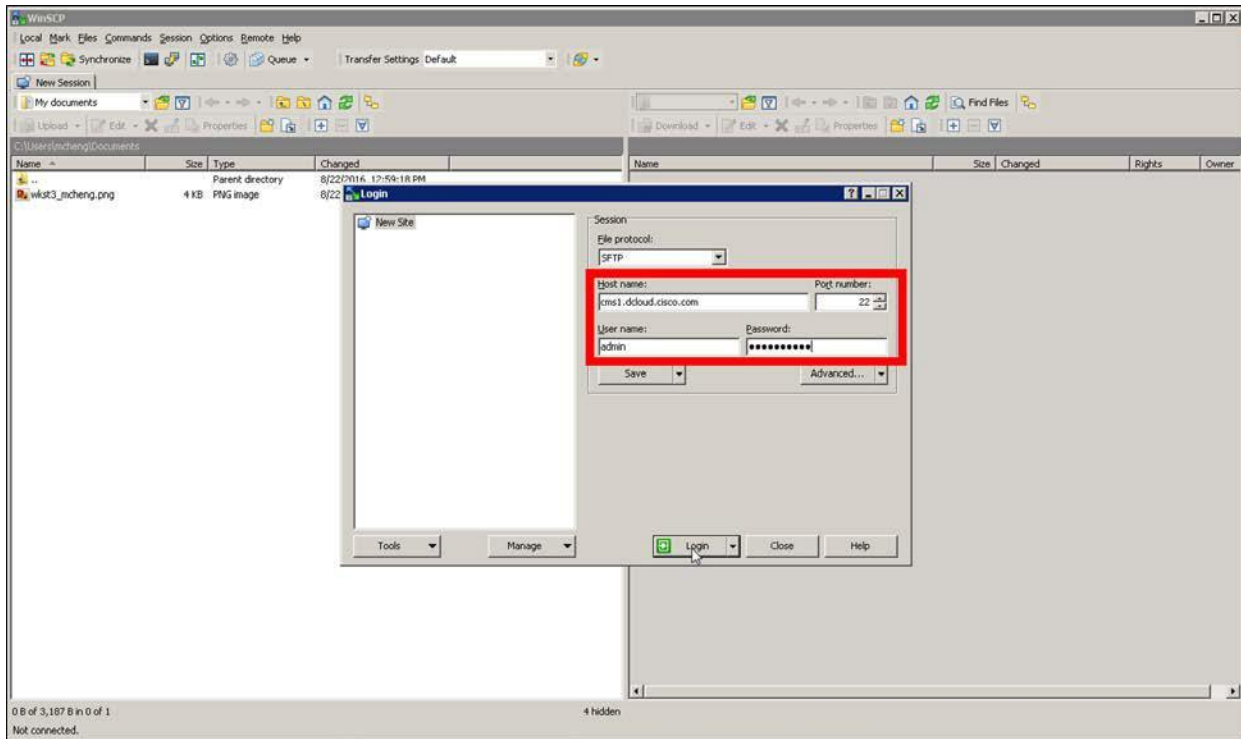 WinSCP
Local Mark Files Commands Session Options Remote Help
Synchronize Queue Transfer Settings Default
New Session
My documents Find Files
Upload Edit Properties Download Edit Properties
C:\Users\mcheng\Documents
Name Size Type Changed Name Size Changed Rights Owner
.. Parent directory 8/22/2016 12:59:18 PM
wkst3_mcheng.png 4 KB PNG image 8/22
Login
New Site
Session
File protocol:
SFTP
Host name: Port number:
cms1.dcloud.cisco.com 22
User name: Password:
admin ●●●●●●●●●●
Save Advanced...
Tools Manage Login Close Help
0 B of 3,187 B in 0 of 1 4 hidden
Not connected.